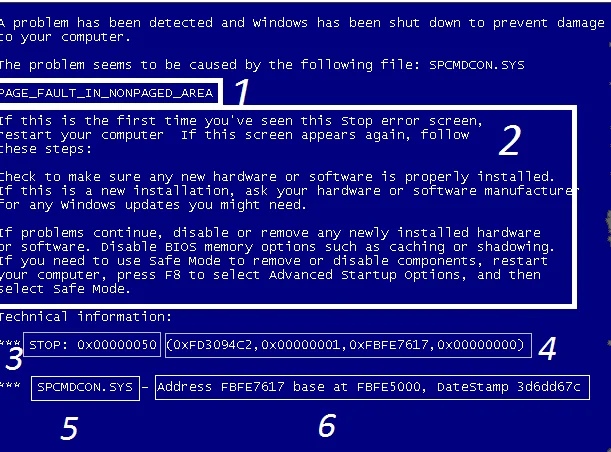 A problem has been detected and Windows has been shut down to prevent damage
to your computer.
The problem seems to be caused by the following file: SPCMDCON.SYS
PAGE_FAULT_IN_NONPAGED_AREA 1
If this is the first time you've seen this Stop error screen,
restart your computer If this screen appears again, follow
these steps:
2
Check to make sure any new hardware or software is properly installed.
If this is a new installation, ask your hardware or software manufacturer
for any Windows updates you might need.
If problems continue, disable or remove any newly installed hardware
or software. Disable BIOS memory options such as caching or shadowing.
If you need to use Safe Mode to remove or disable components, restart
your computer, press F8 to select Advanced Startup Options, and then
select Safe Mode.
Technical information:
*** STOP: 0x00000050 (0xFD3094C2,0x00000001,0xFBFE7617,0x00000000)
3 4
*** SPCMDCON.SYS – Address FBFE7617 base at FBFE5000, DateStamp 3d6dd67c
5 6